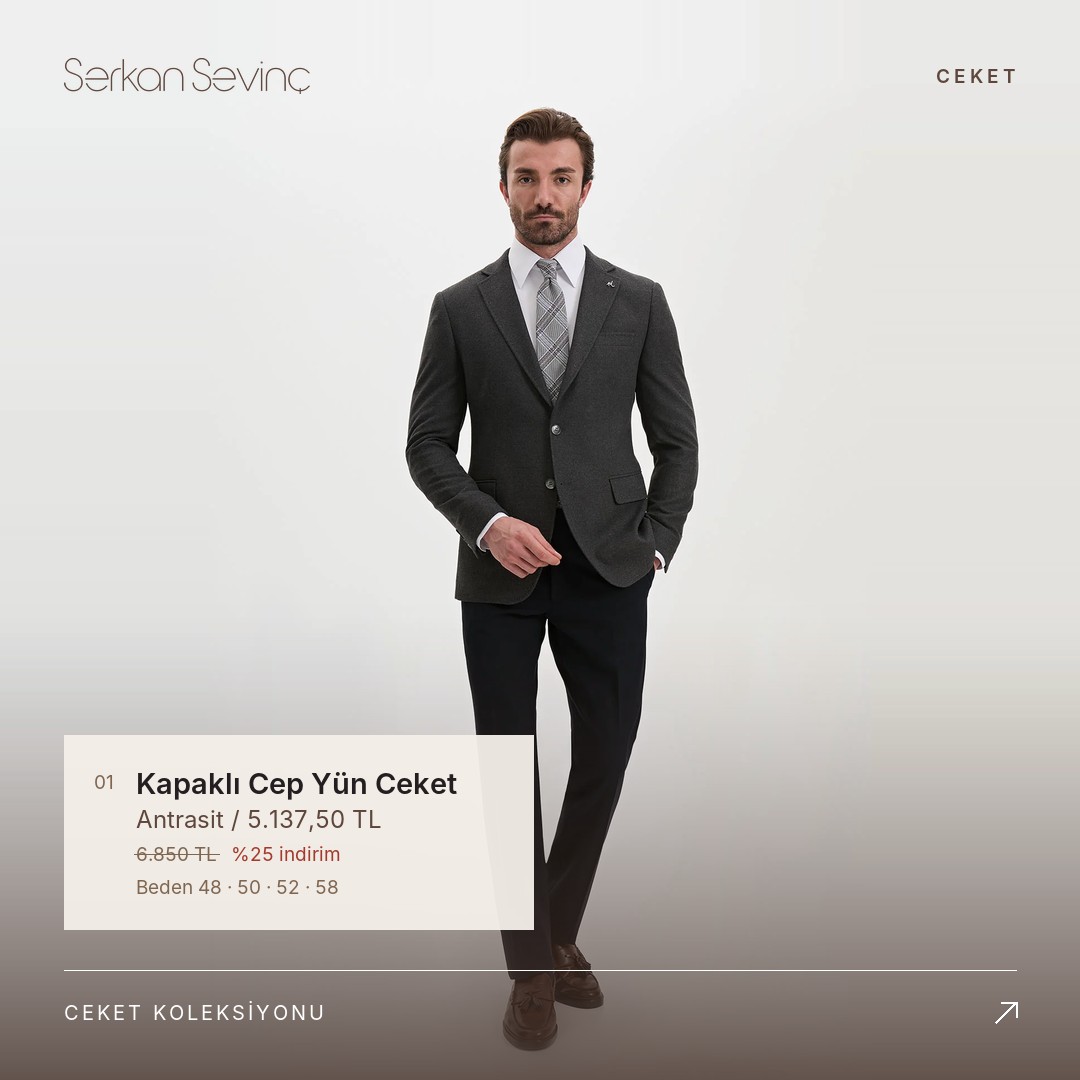 Serkan Sevinç
CEKET
01
Kapaklı Cep Yün Ceket
Antrasit / 5.137,50 TL
6.850 TL %25 indirim
Beden 48 · 50 · 52 · 58
CEKET KOLEKSİYONU